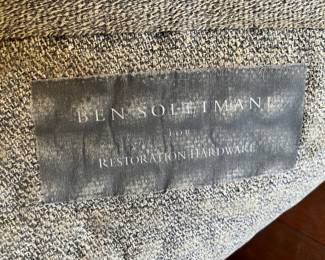 BEN SOLEIMANI
FOR
RESTORATION HARDWARE